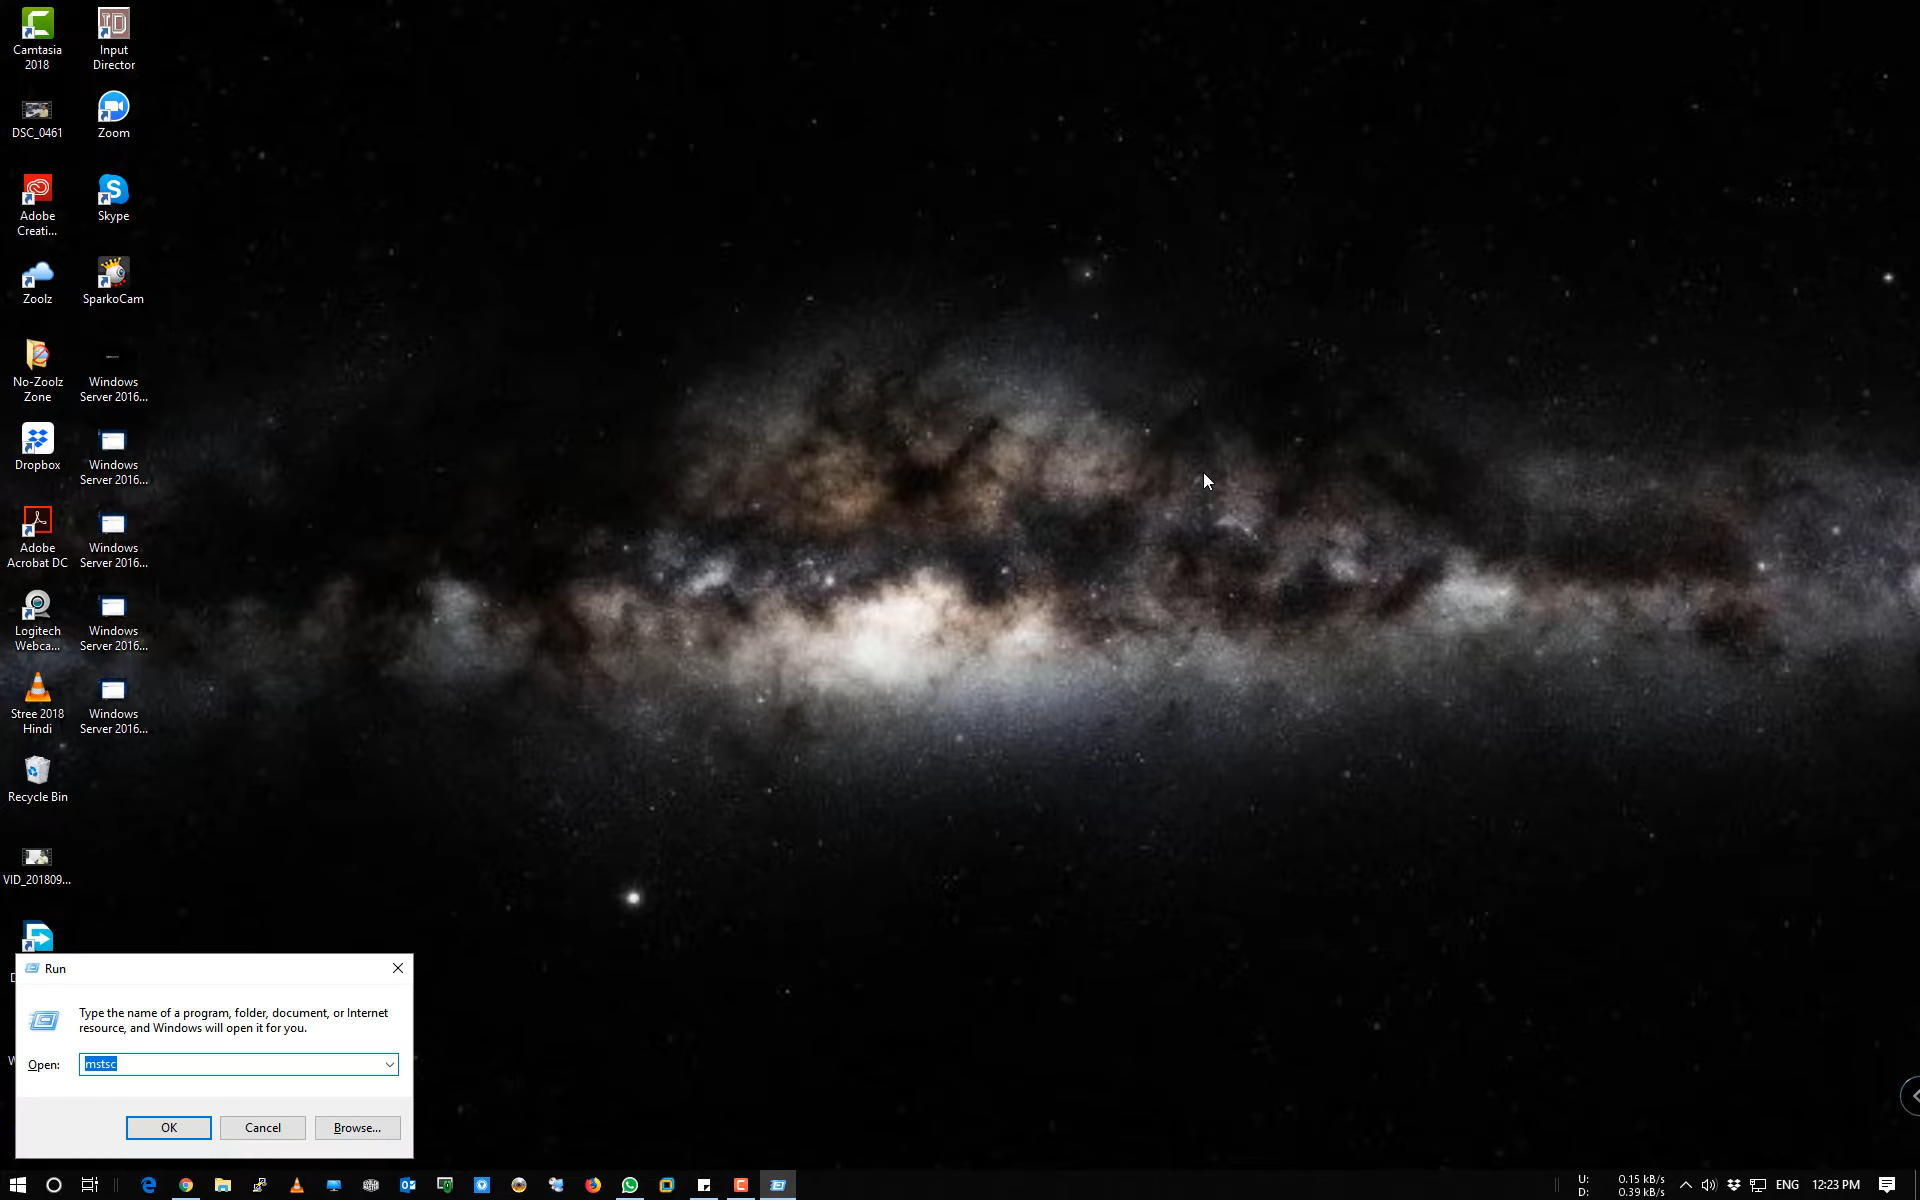 Camtasia
2018
Input
Director
DSC_0461
Zoom
Adobe
Creati...
Skype
Zoolz
SparkoCam
No-Zoolz
Zone
Windows
Server 2016...
Dropbox
Windows
Server 2016...
Adobe
Acrobat DC
Windows
Server 2016...
Logitech
Webca...
Windows
Server 2016...
Stree 2018
Hindi
Windows
Server 2016...
Recycle Bin
VID_201809...
Run
Type the name of a program, folder, document, or Internet
resource, and Windows will open it for you.
Open:
mstsc
OK
Cancel
Browse...
U: 0.15 kB/s
D: 0.39 kB/s
ENG
12:23 PM